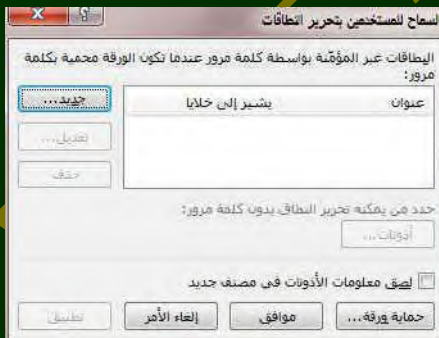 السماح للمستخدمين بتحرير النطاقات
النطاقات غير المؤمّنة بواسطة كلمة مرور عندما تكون الورقة محمية بكلمة
مرور:
عنوان يشير إلى خلايا
جديد...
تعديل...
حذف
حدد من يمكنه تحرير النطاق بدون كلمة مرور:
أذونات...
لصق معلومات الأذونات في مصنف جديد
حماية ورقة... موافق إلغاء الأمر تطبيق